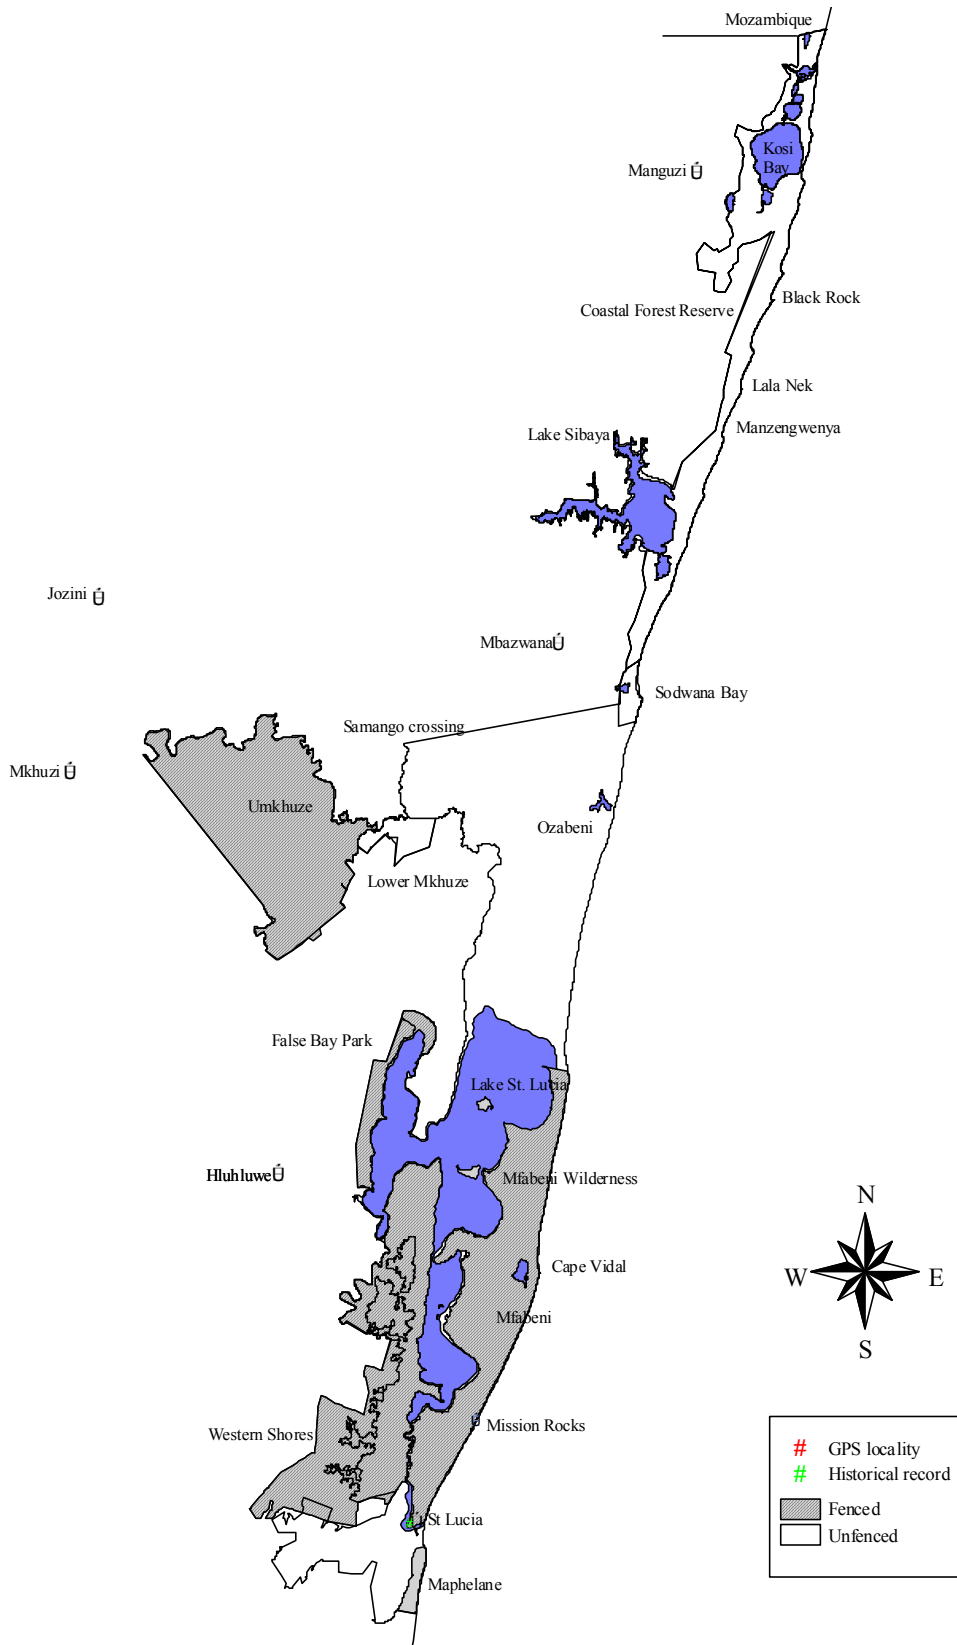 Mozambique
Kosi
Bay
Manguzi
Black Rock
Coastal Forest Reserve
Lala Nek
Manzengwenya
Lake Sibaya
Jozini
Mbazwana
Sodwana Bay
Samango crossing
Mkhuzi
Umkhuze
Ozabeni
Lower Mkhuze
False Bay Park
Lake St. Lucia
Hluhluwe
Mfabeni Wilderness
N
Cape Vidal
W
E
Mfabeni
S
Mission Rocks
Western Shores
# GPS locality
# Historical record
Fenced
St Lucia
Unfenced
Maphelane